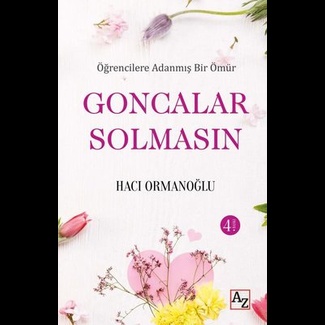 Öğrencilere Adanmış Bir Ömür
GONCALAR
SOLMASIN
HACI ORMANOĞLU
4.
AZ